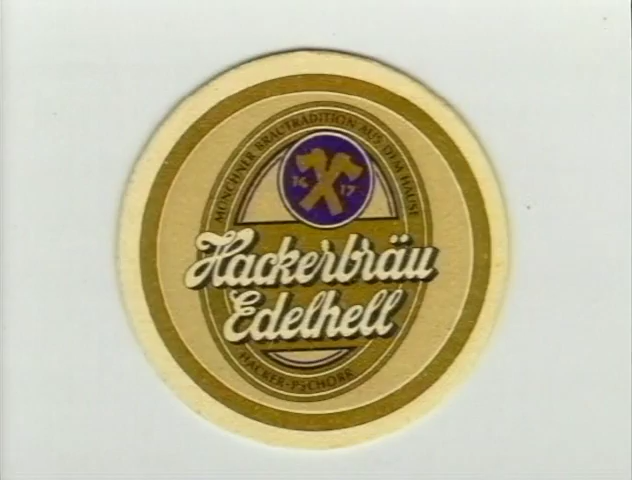 MÜNCHNER BRAUTRADITION AUS DEM HAUSE
14 17
Hackerbräu
Edelhell
HACKER-PSCHORR